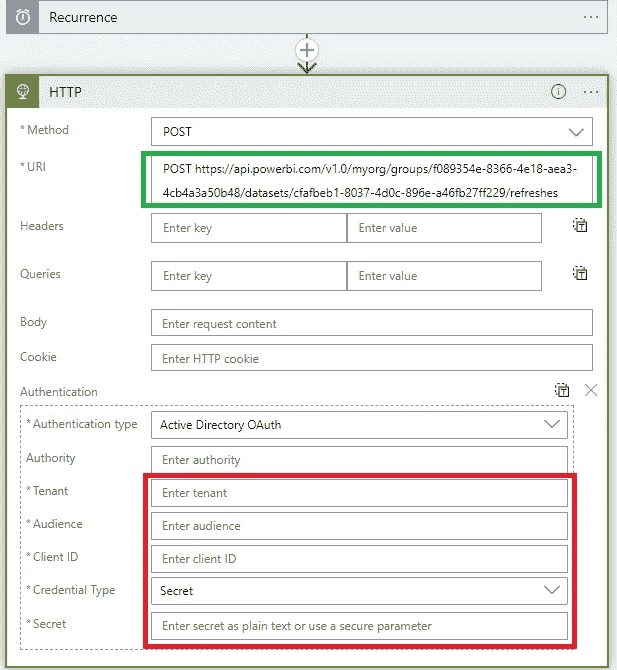 Recurrence
HTTP
* Method
POST
* URI
POST https://api.powerbi.com/v1.0/myorg/groups/f089354e-8366-4e18-aea3-
4cb4a3a50b48/datasets/cfafbeb1-8037-4d0c-896e-a46fb27ff229/refreshes
Headers
Enter key
Enter value
Queries
Enter key
Enter value
Body
Enter request content
Cookie
Enter HTTP cookie
Authentication
* Authentication type
Active Directory OAuth
Authority
Enter authority
* Tenant
Enter tenant
* Audience
Enter audience
* Client ID
Enter client ID
* Credential Type
Secret
* Secret
Enter secret as plain text or use a secure parameter